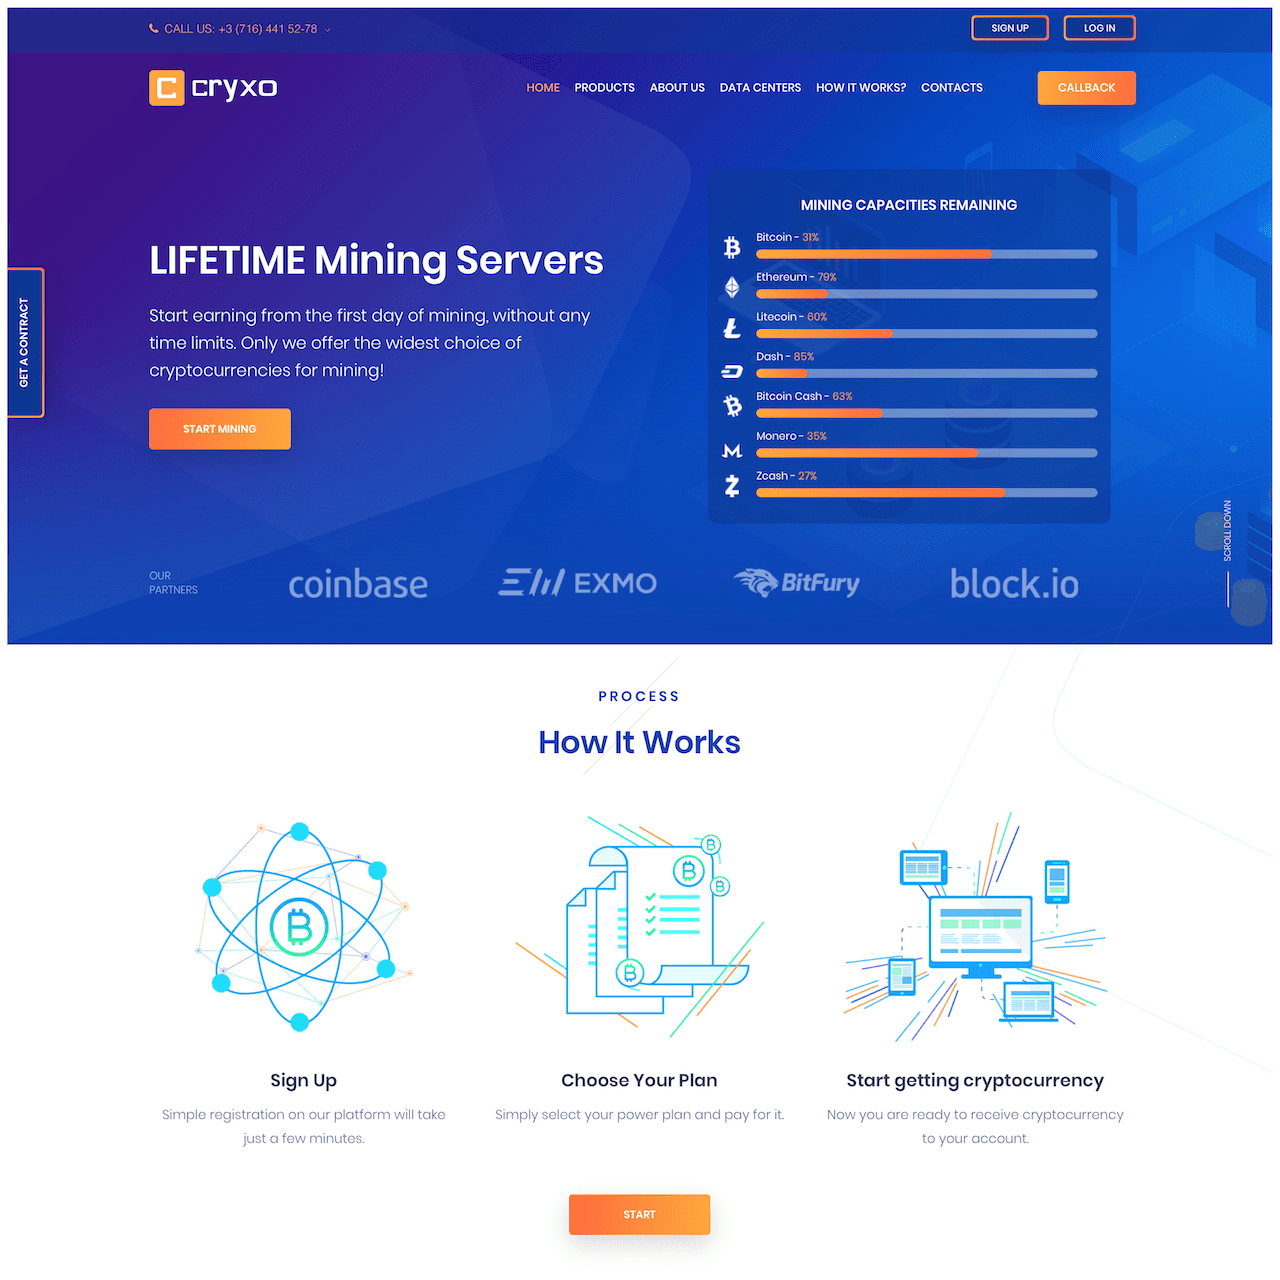 CALL US: +3 (716) 441 52-78
SIGN UP
LOG IN
C cryxo
HOME
PRODUCTS
ABOUT US
DATA CENTERS
HOW IT WORKS?
CONTACTS
CALLBACK
GET A CONTRACT
LIFETIME Mining Servers
Start earning from the first day of mining, without any
time limits. Only we offer the widest choice of
cryptocurrencies for mining!
START MINING
MINING CAPACITIES REMAINING
Bitcoin - 31%
Ethereum - 79%
Litecoin - 60%
Dash - 85%
Bitcoin Cash - 63%
Monero - 35%
Zcash - 27%
SCROLL DOWN
OUR
PARTNERS
coinbase
EXMO
BitFury
block.io
PROCESS
How It Works
Sign Up
Simple registration on our platform will take
just a few minutes.
Choose Your Plan
Simply select your power plan and pay for it.
Start getting cryptocurrency
Now you are ready to receive cryptocurrency
to your account.
START